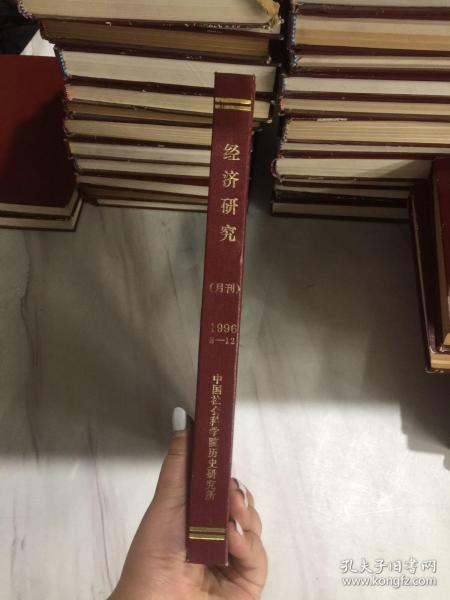 经济研究
(月刊)
1996
8—12
中国社会科学院历史研究所
孔夫子旧书网
www.kongfz.com